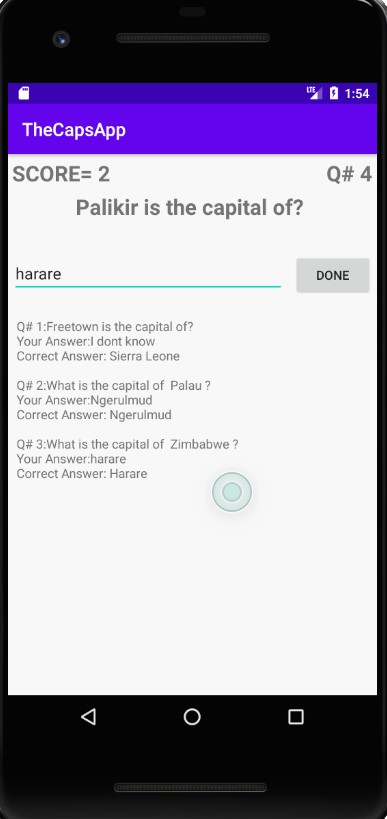 LTE 1:54
TheCapsApp
SCORE= 2 Q# 4
Palikir is the capital of?
harare DONE
Q# 1:Freetown is the capital of?
Your Answer:I dont know
Correct Answer: Sierra Leone
Q# 2:What is the capital of  Palau ?
Your Answer:Ngerulmud
Correct Answer: Ngerulmud
Q# 3:What is the capital of  Zimbabwe ?
Your Answer:harare
Correct Answer: Harare